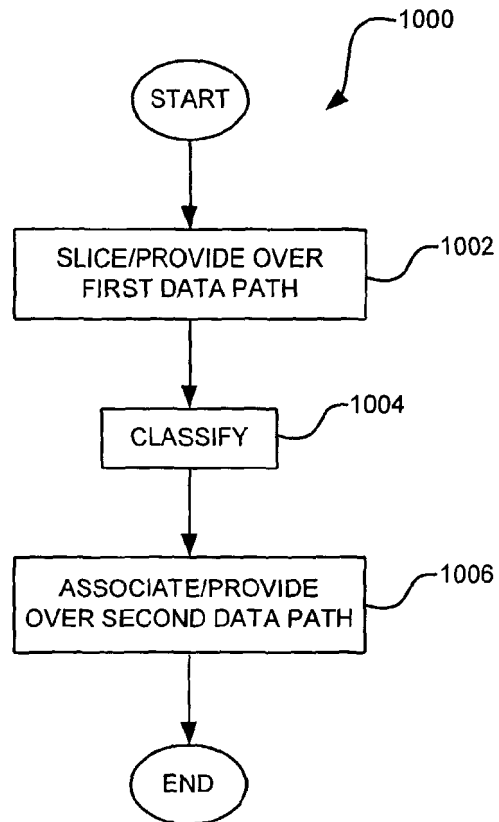 1000
START
SLICE/PROVIDE OVER
FIRST DATA PATH
1002
CLASSIFY
1004
ASSOCIATE/PROVIDE
OVER SECOND DATA PATH
1006
END